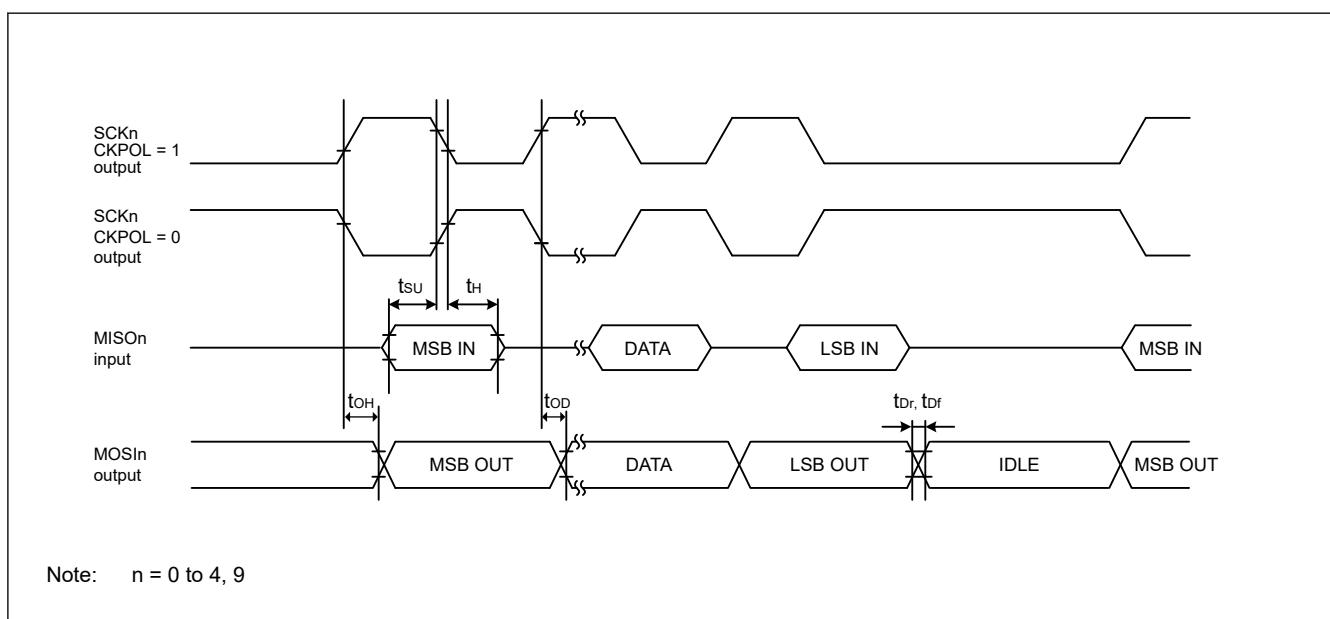 SCKn
CKPOL = 1
output
SCKn
CKPOL = 0
output
tSU
tH
MISOn
input
MSB IN
DATA
LSB IN
MSB IN
tOH
tOD
tDr, tDf
MOSIn
output
MSB OUT
DATA
LSB OUT
IDLE
MSB OUT
Note: n = 0 to 4, 9